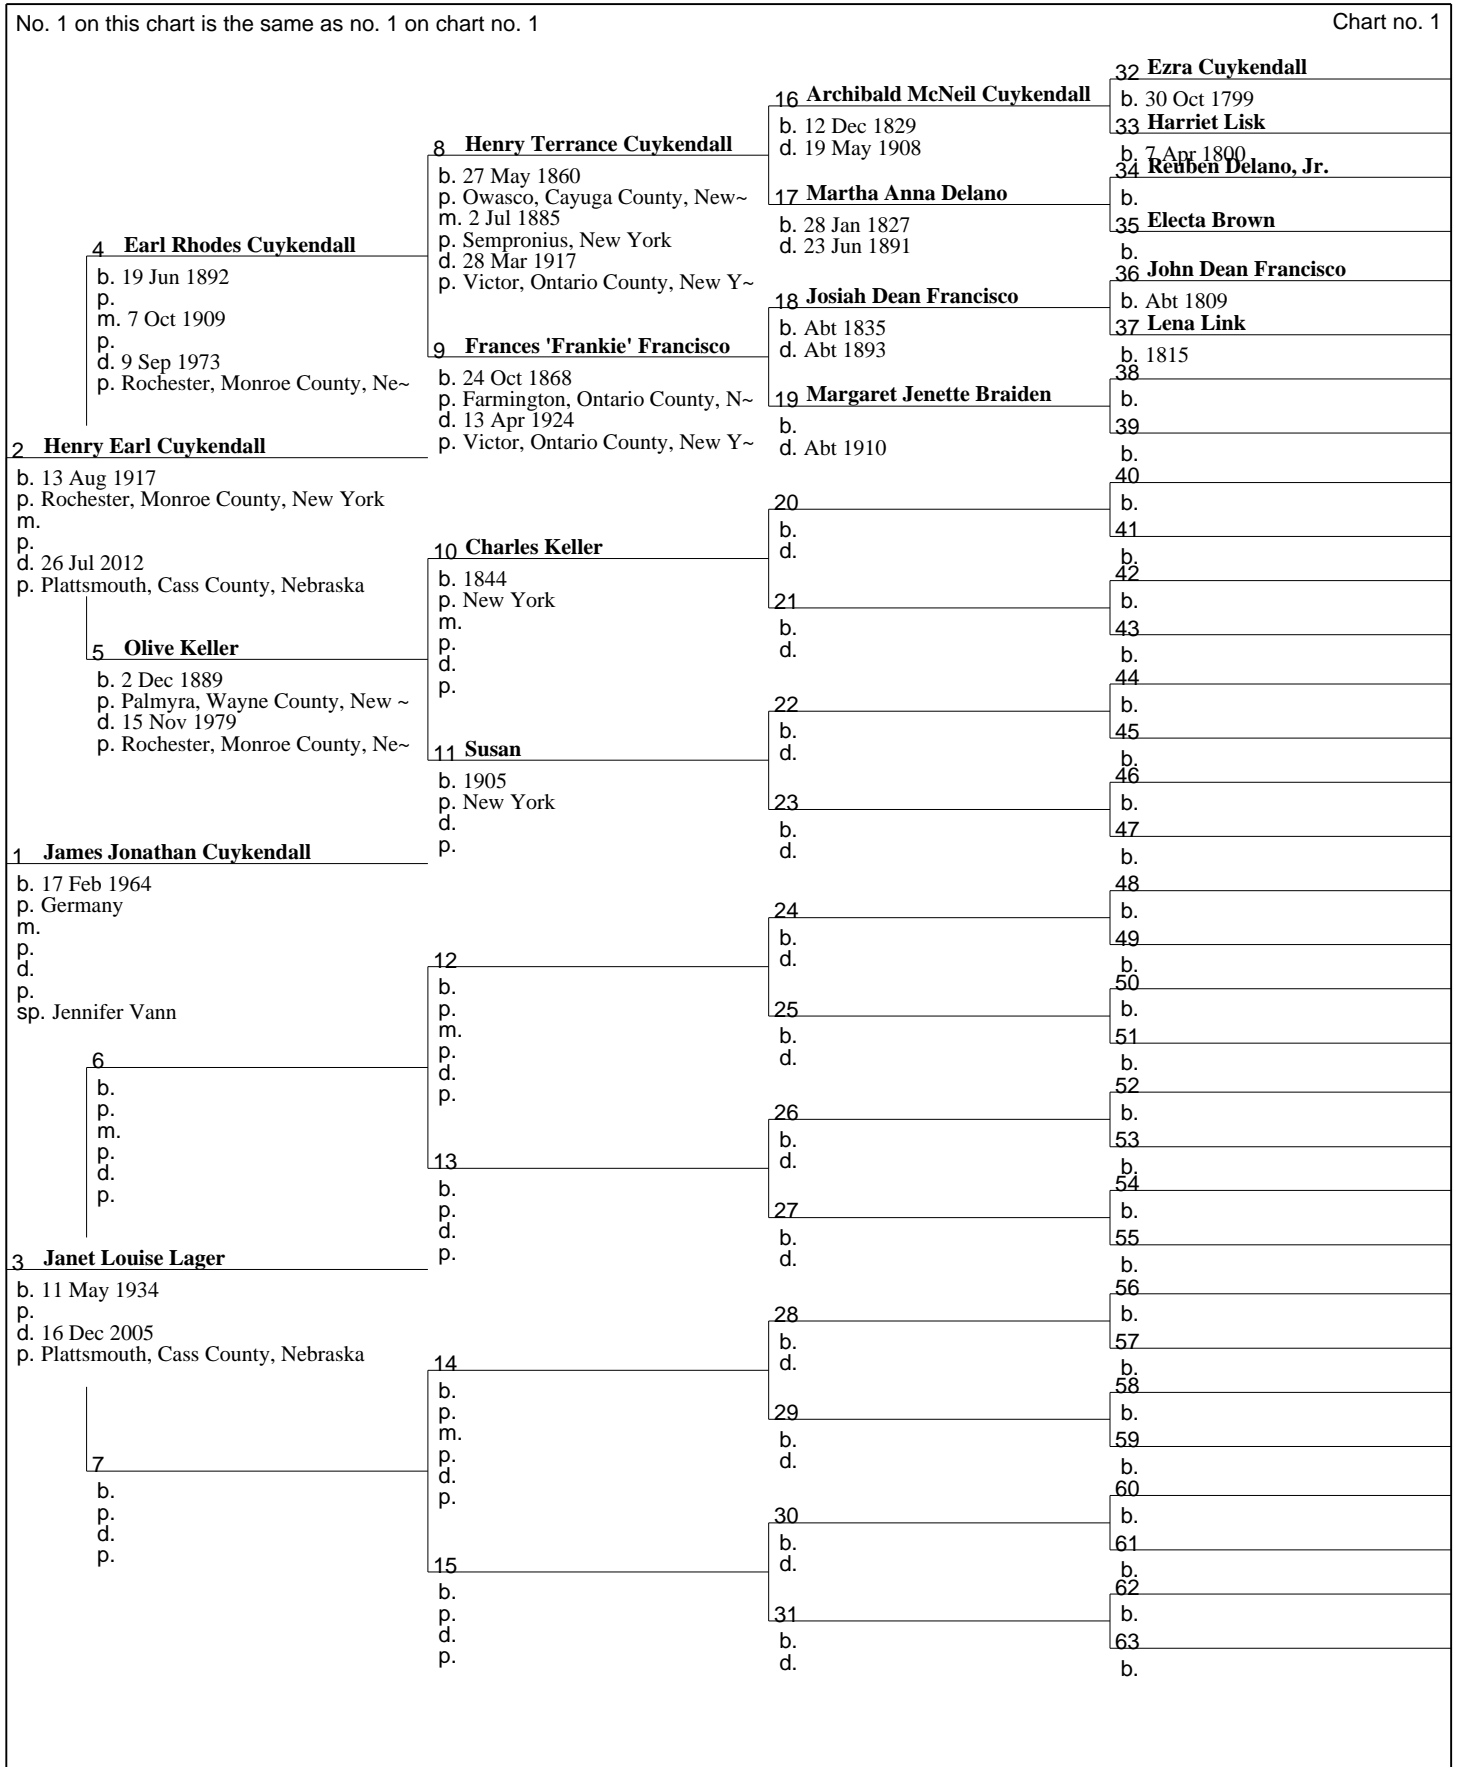 No. 1 on this chart is the same as no. 1 on chart no. 1
Chart no. 1
1 James Jonathan Cuykendall
b. 17 Feb 1964
p. Germany
m.
p.
d.
p.
sp. Jennifer Vann
2 Henry Earl Cuykendall
b. 13 Aug 1917
p. Rochester, Monroe County, New York
m.
p.
d. 26 Jul 2012
p. Plattsmouth, Cass County, Nebraska
3 Janet Louise Lager
b. 11 May 1934
p.
d. 16 Dec 2005
p. Plattsmouth, Cass County, Nebraska
4 Earl Rhodes Cuykendall
b. 19 Jun 1892
p.
m. 7 Oct 1909
p.
d. 9 Sep 1973
p. Rochester, Monroe County, Ne~
5 Olive Keller
b. 2 Dec 1889
p. Palmyra, Wayne County, New ~
d. 15 Nov 1979
p. Rochester, Monroe County, Ne~
6
b.
p.
m.
p.
d.
p.
7
b.
p.
d.
p.
8 Henry Terrance Cuykendall
b. 27 May 1860
p. Owasco, Cayuga County, New~
m. 2 Jul 1885
p. Sempronius, New York
d. 28 Mar 1917
p. Victor, Ontario County, New Y~
9 Frances 'Frankie' Francisco
b. 24 Oct 1868
p. Farmington, Ontario County, N~
d. 13 Apr 1924
p. Victor, Ontario County, New Y~
10 Charles Keller
b. 1844
p. New York
m.
p.
d.
p.
11 Susan
b. 1905
p. New York
d.
p.
12
b.
p.
m.
p.
d.
p.
13
b.
p.
d.
p.
14
b.
p.
m.
p.
d.
p.
15
b.
p.
d.
p.
16 Archibald McNeil Cuykendall
b. 12 Dec 1829
d. 19 May 1908
17 Martha Anna Delano
b. 28 Jan 1827
d. 23 Jun 1891
18 Josiah Dean Francisco
b. Abt 1835
d. Abt 1893
19 Margaret Jenette Braiden
b.
d. Abt 1910
20
b.
d.
21
b.
d.
22
b.
d.
23
b.
d.
24
b.
d.
25
b.
d.
26
b.
d.
27
b.
d.
28
b.
d.
29
b.
d.
30
b.
d.
31
b.
d.
32 Ezra Cuykendall
b. 30 Oct 1799
33 Harriet Lisk
b. 7 Apr 1800
34 Reuben Delano, Jr.
b.
35 Electa Brown
b.
36 John Dean Francisco
b. Abt 1809
37 Lena Link
b. 1815
38
b.
39
b.
40
b.
41
b.
42
b.
43
b.
44
b.
45
b.
46
b.
47
b.
48
b.
49
b.
50
b.
51
b.
52
b.
53
b.
54
b.
55
b.
56
b.
57
b.
58
b.
59
b.
60
b.
61
b.
62
b.
63
b.